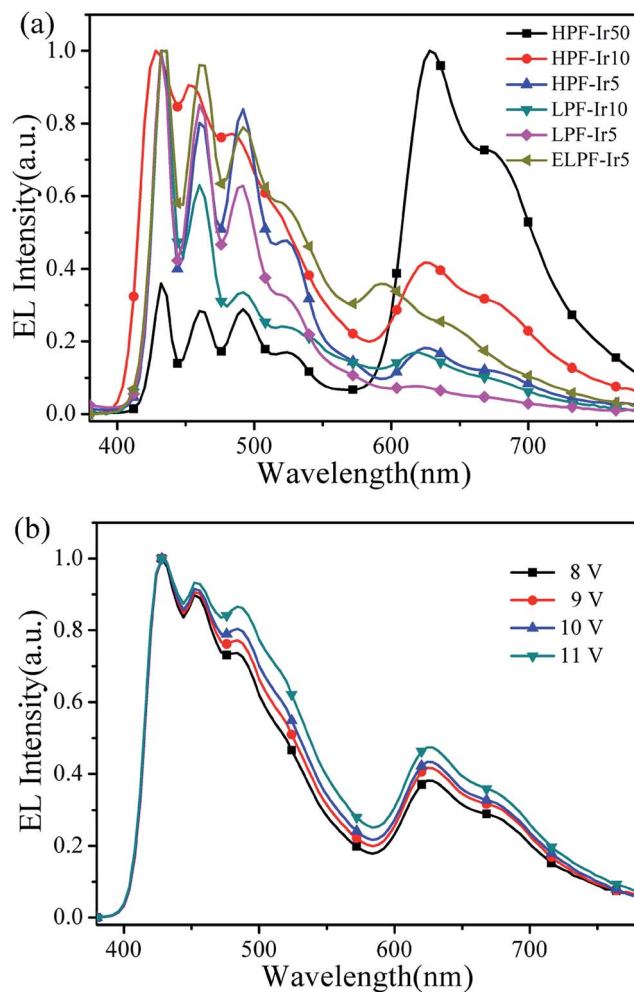 (a)
HPF-Ir50
HPF-Ir10
HPF-Ir5
LPF-Ir10
LPF-Ir5
ELPF-Ir5
EL Intensity(a.u.)
1.0
0.8
0.6
0.4
0.2
0.0
400 500 600 700
Wavelength(nm)
(b)
8 V
9 V
10 V
11 V
EL Intensity(a.u.)
1.0
0.8
0.6
0.4
0.2
0.0
400 500 600 700
Wavelength(nm)